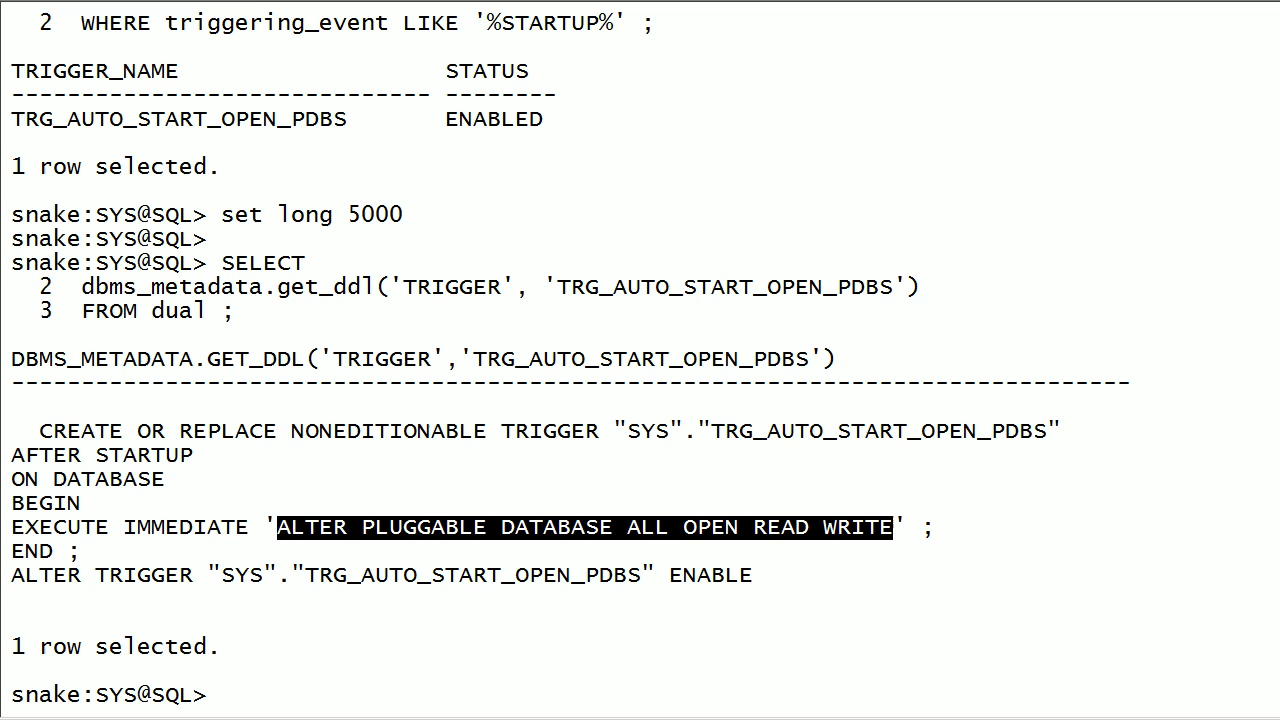 2  WHERE triggering_event LIKE '%STARTUP%' ;
TRIGGER_NAME                   STATUS
------------------------------ --------
TRG_AUTO_START_OPEN_PDBS       ENABLED
1 row selected.
snake:SYS@SQL> set long 5000
snake:SYS@SQL>
snake:SYS@SQL> SELECT
  2  dbms_metadata.get_ddl('TRIGGER', 'TRG_AUTO_START_OPEN_PDBS')
  3  FROM dual ;
DBMS_METADATA.GET_DDL('TRIGGER','TRG_AUTO_START_OPEN_PDBS')
--------------------------------------------------------------------------------
  CREATE OR REPLACE NONEDITIONABLE TRIGGER "SYS"."TRG_AUTO_START_OPEN_PDBS"
AFTER STARTUP
ON DATABASE
BEGIN
EXECUTE IMMEDIATE 'ALTER PLUGGABLE DATABASE ALL OPEN READ WRITE' ;
END ;
ALTER TRIGGER "SYS"."TRG_AUTO_START_OPEN_PDBS" ENABLE
1 row selected.
snake:SYS@SQL>